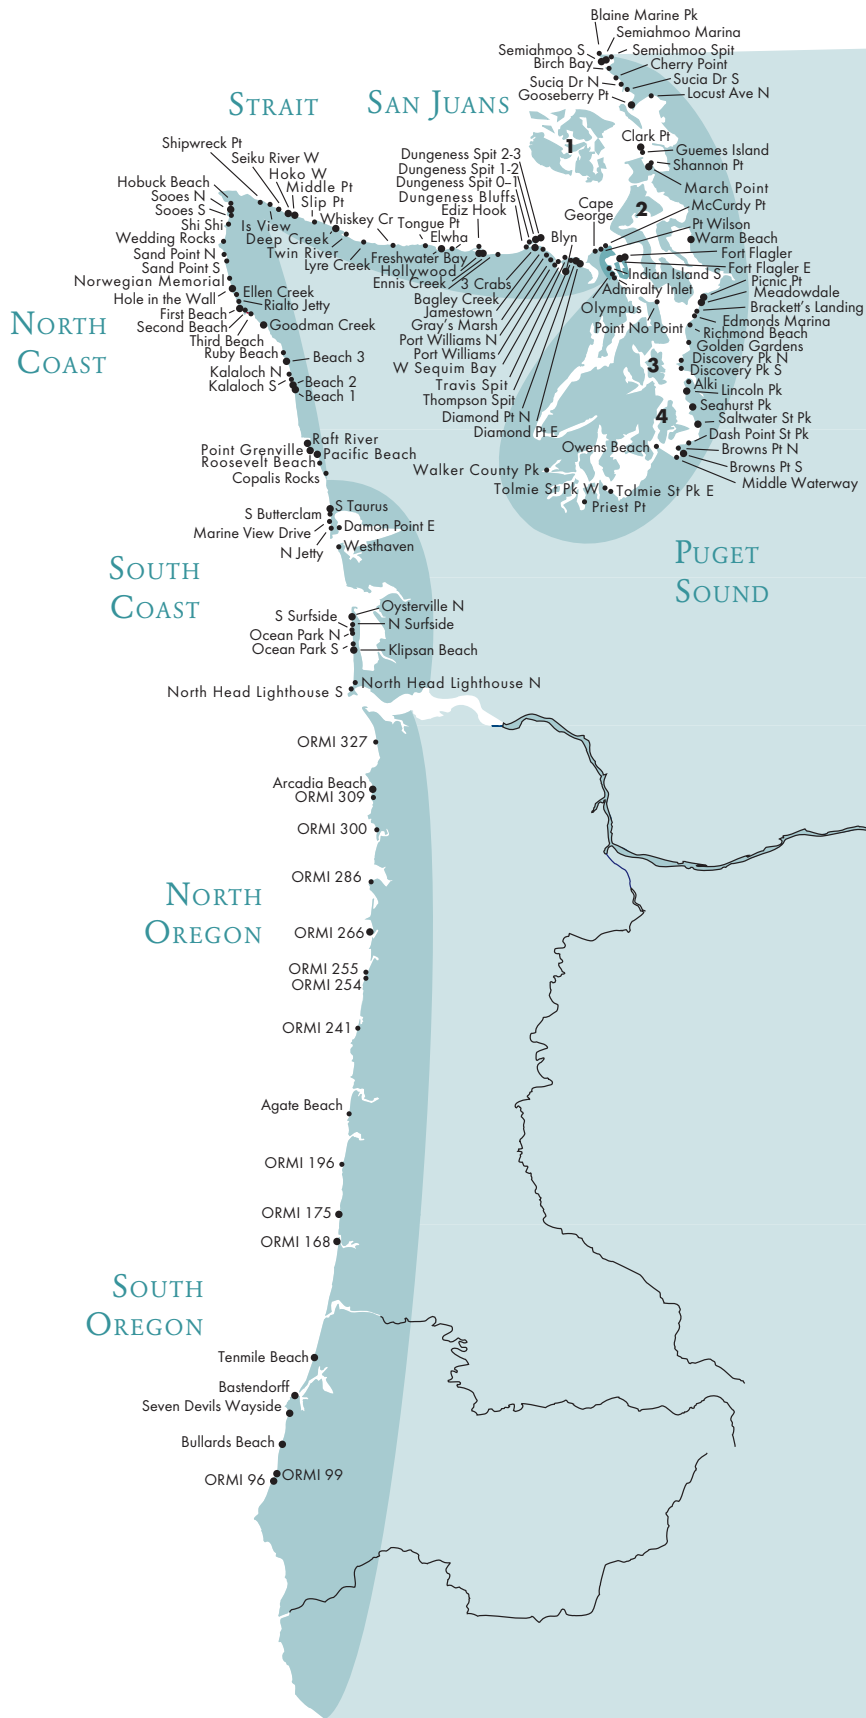 Blaine Marine Pk
Semiahmoo Marina
Semiahmoo S
Semiahmoo Spit
Birch Bay
Cherry Point
Sucia Dr N
Sucia Dr S
Gooseberry Pt
Locust Ave N
STRAIT
SAN JUANS
1
Clark Pt
Guemes Island
Shannon Pt
March Point
Shipwreck Pt
Seiku River W
Hoko W
Middle Pt
Slip Pt
Whiskey Cr
Tongue Pt
Elwha
Ediz Hook
Dungeness Spit 2-3
Dungeness Spit 1-2
Dungeness Spit 0–1
Dungeness Bluffs
Blyn
Cape
George
2
McCurdy Pt
Pt Wilson
Warm Beach
Fort Flagler
Fort Flagler E
Hobuck Beach
Sooes N
Sooes S
Shi Shi
Is View
Deep Creek
Twin River
Lyre Creek
Freshwater Bay
Hollywood
Ennis Creek
3 Crabs
Bagley Creek
Jamestown
Gray's Marsh
Port Williams N
Port Williams
W Sequim Bay
Travis Spit
Thompson Spit
Diamond Pt N
Diamond Pt E
Indian Island S
Admiralty Inlet
Olympus
Point No Point
Picnic Pt
Meadowdale
Brackett's Landing
Edmonds Marina
Richmond Beach
Golden Gardens
Discovery Pk N
Discovery Pk S
Alki
Lincoln Pk
Seahurst Pk
Saltwater St Pk
Dash Point St Pk
Browns Pt N
Browns Pt S
Middle Waterway
3
4
Owens Beach
Walker County Pk
Tolmie St Pk W
Tolmie St Pk E
Priest Pt
PUGET
SOUND
Wedding Rocks
Sand Point N
Sand Point S
Norwegian Memorial
Hole in the Wall
Ellen Creek
Rialto Jetty
First Beach
Second Beach
Third Beach
Goodman Creek
NORTH
COAST
Ruby Beach
Beach 3
Kalaloch N
Kalaloch S
Beach 2
Beach 1
Raft River
Point Grenville
Pacific Beach
Roosevelt Beach
Copalis Rocks
S Taurus
S Butterclam
Marine View Drive
Damon Point E
N Jetty
Westhaven
SOUTH
COAST
Oysterville N
S Surfside
N Surfside
Ocean Park N
Ocean Park S
Klipsan Beach
North Head Lighthouse N
North Head Lighthouse S
ORMI 327
Arcadia Beach
ORMI 309
ORMI 300
ORMI 286
NORTH
OREGON
ORMI 266
ORMI 255
ORMI 254
ORMI 241
Agate Beach
ORMI 196
ORMI 175
ORMI 168
SOUTH
OREGON
Tenmile Beach
Bastendorff
Seven Devils Wayside
Bullards Beach
ORMI 99
ORMI 96